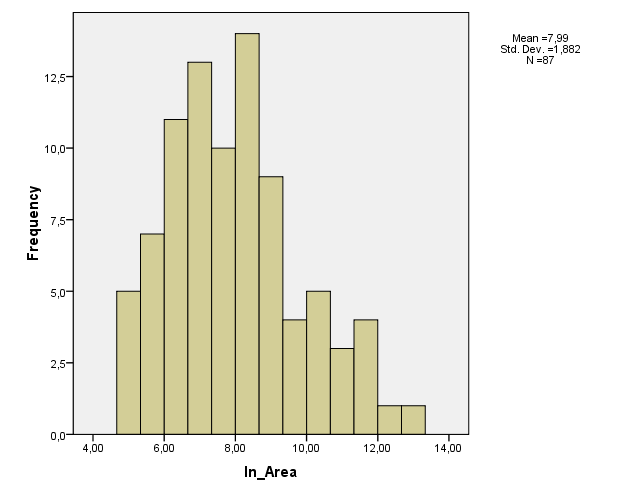 Mean =7,99
Std. Dev. =1,882
N =87
Frequency
12,5
10,0
7,5
5,0
2,5
0,0
4,00 6,00 8,00 10,00 12,00 14,00
ln_Area